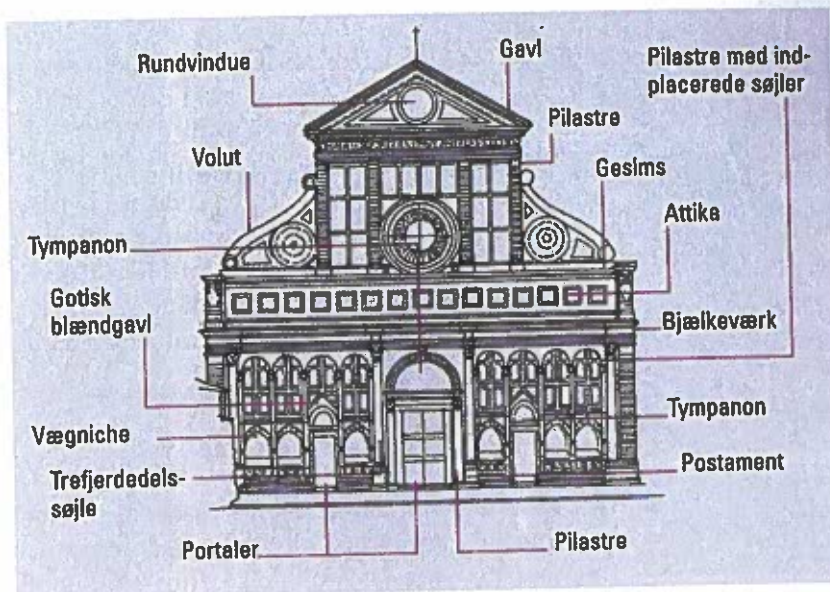 Rundvindue
Gavl
Pilastre med ind-
placerede søjler
Pilastre
Volut
Gesims
Attike
Tympanon
Gotisk
blændgavl
Bjælkeværk
Vægniche
Tympanon
Trefjerdedels-
søjle
Postament
Portaler
Pilastre